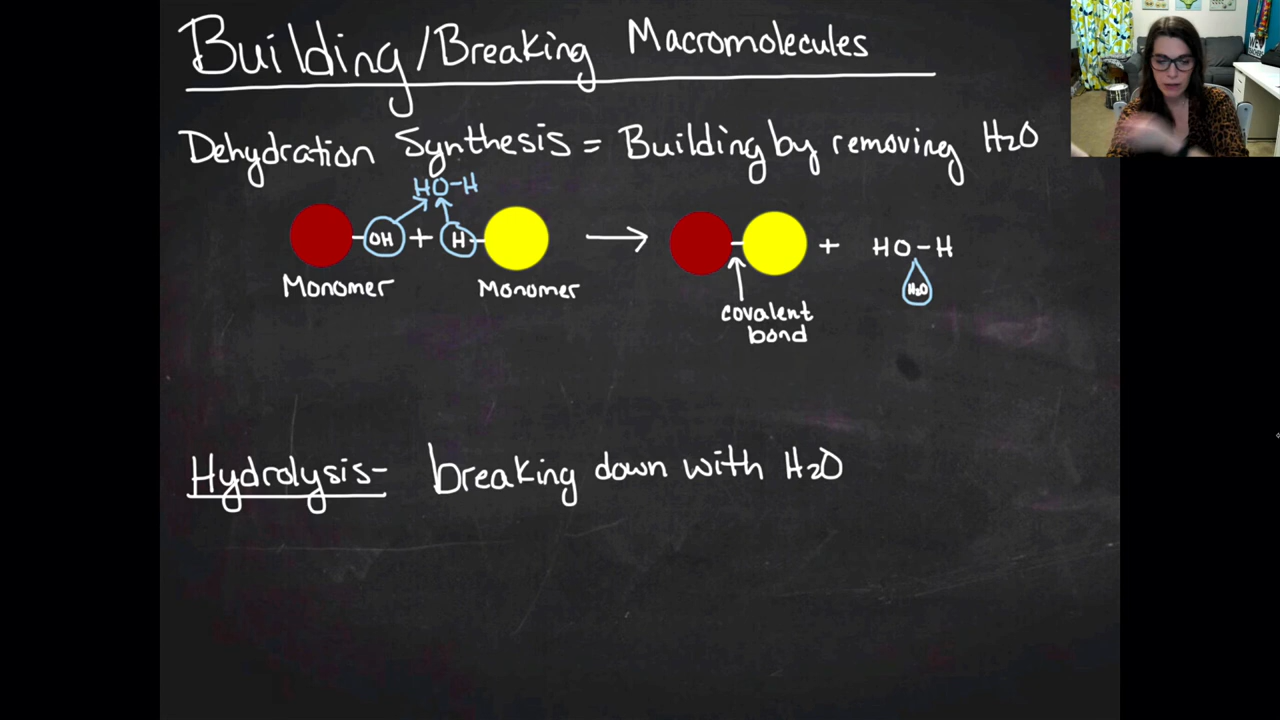 Building/Breaking Macromolecules
Dehydration Synthesis = Building by removing H₂O
HO-H
OH + H → + HO-H
H₂O
Monomer Monomer
covalent
bond
Hydrolysis- breaking down with H₂O